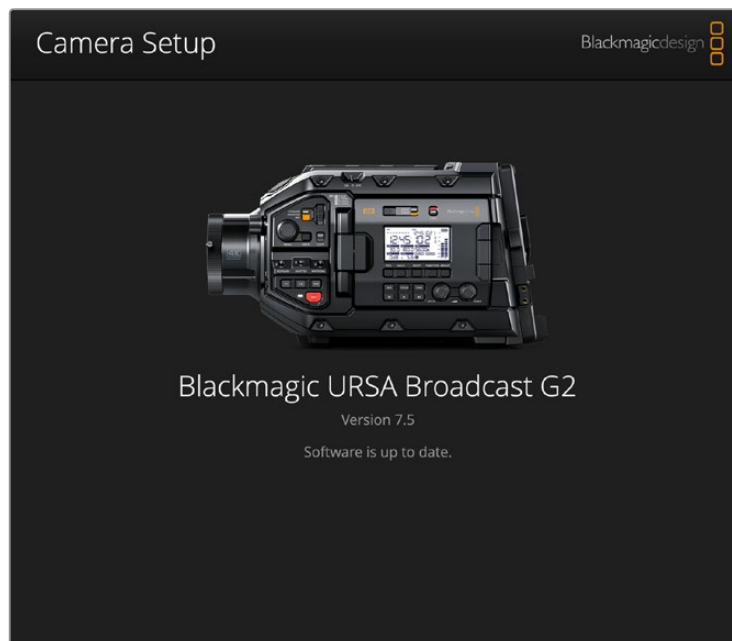 Camera Setup
Blackmagicdesign
Blackmagic URSA Broadcast G2
Version 7.5
Software is up to date.